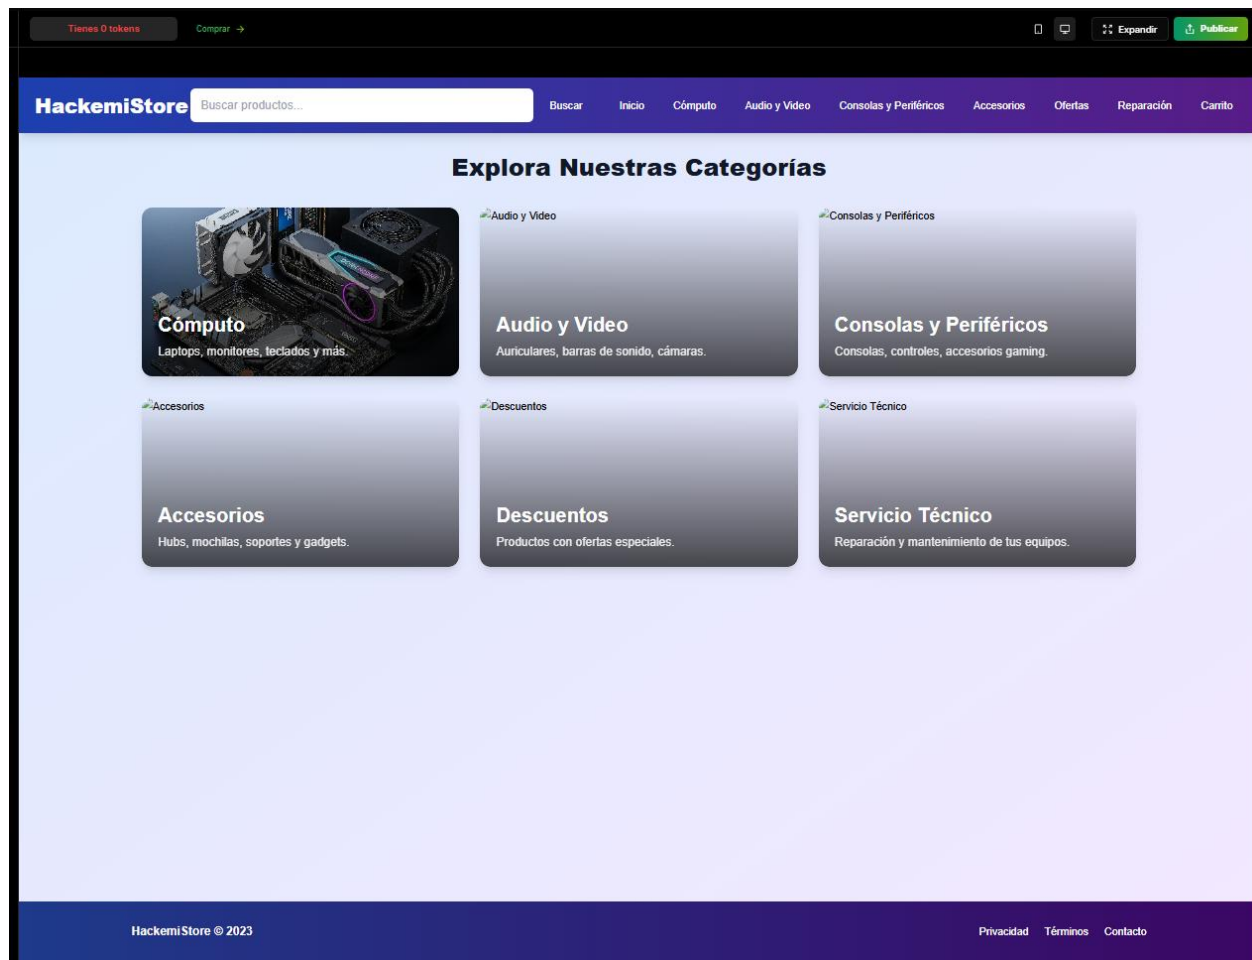 Tienes 0 tokens
Comprar →
Expandir
Publicar
HackemiStore
Buscar productos...
Buscar
Inicio
Cómputo
Audio y Video
Consolas y Periféricos
Accesorios
Ofertas
Reparación
Carrito
Explora Nuestras Categorías
Cómputo
Laptops, monitores, teclados y más.
Audio y Video
Audio y Video
Auriculares, barras de sonido, cámaras.
Consolas y Periféricos
Consolas y Periféricos
Consolas, controles, accesorios gaming.
Accesorios
Accesorios
Hubs, mochilas, soportes y gadgets.
Descuentos
Descuentos
Productos con ofertas especiales.
Servicio Técnico
Servicio Técnico
Reparación y mantenimiento de tus equipos.
HackemiStore © 2023
Privacidad
Términos
Contacto